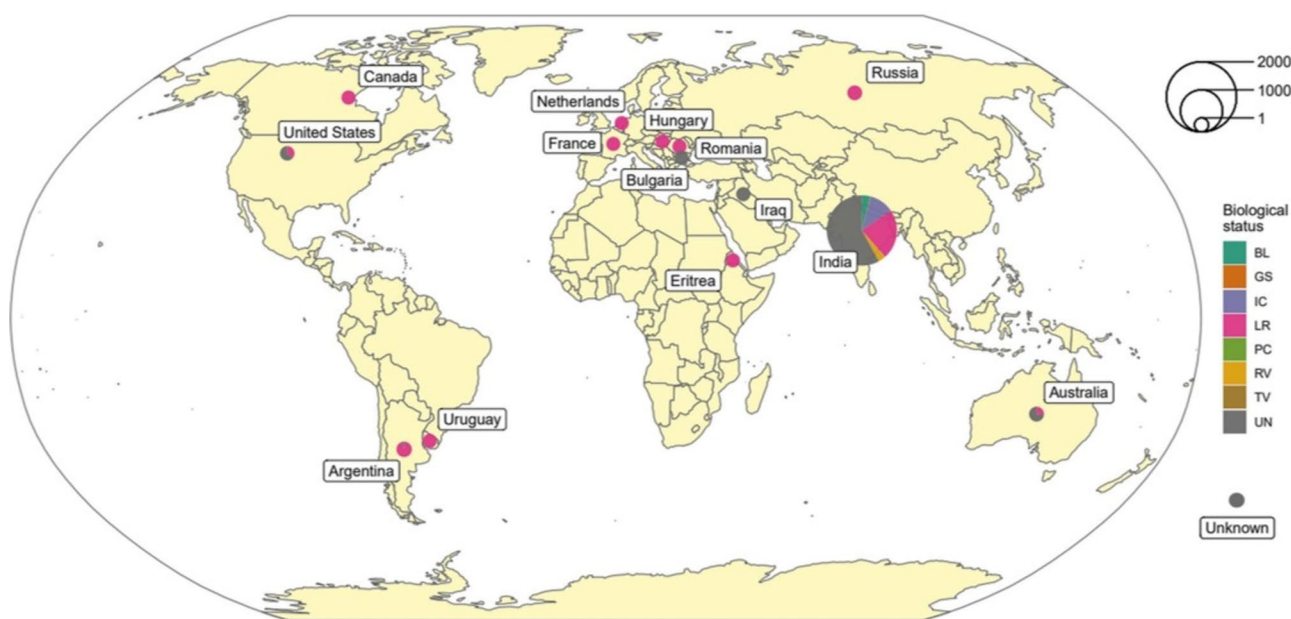 Canada
Russia
2000
1000
1
Netherlands
Hungary
United States
France
Romania
Bulgaria
Iraq
India
Eritrea
Biological
status
BL
GS
IC
LR
PC
RV
TV
UN
Australia
Uruguay
Argentina
Unknown